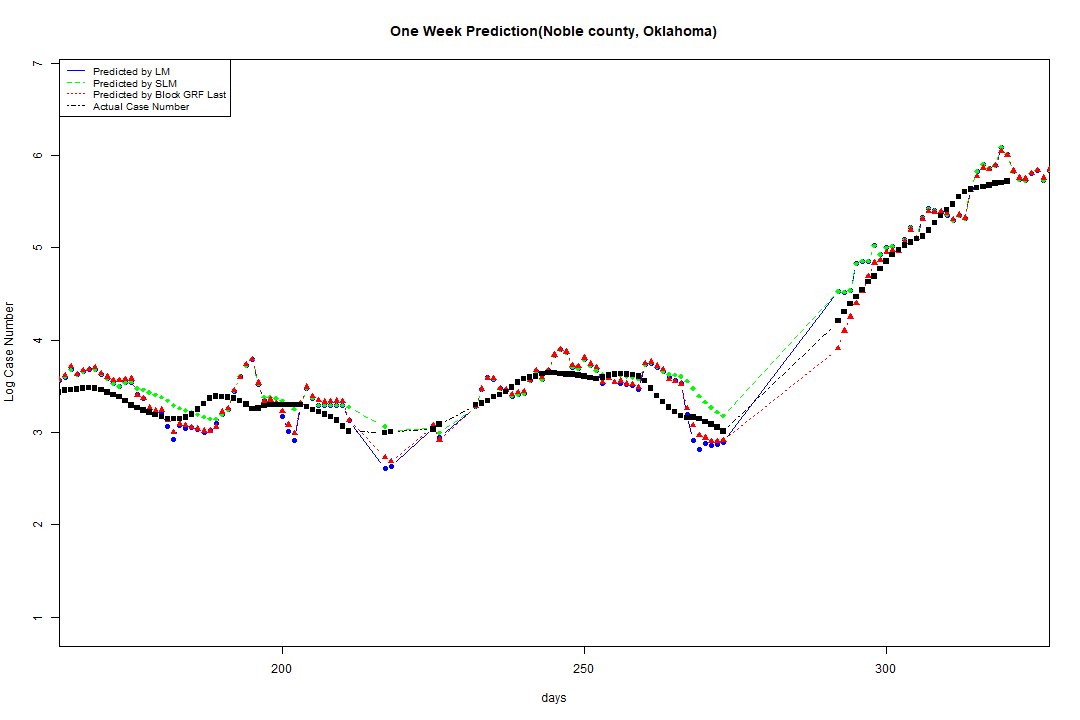 One Week Prediction(Noble county, Oklahoma)
Predicted by LM
Predicted by SLM
Predicted by Block GRF Last
Actual Case Number
Log Case Number
7
6
5
4
3
2
1
200
250
300
days